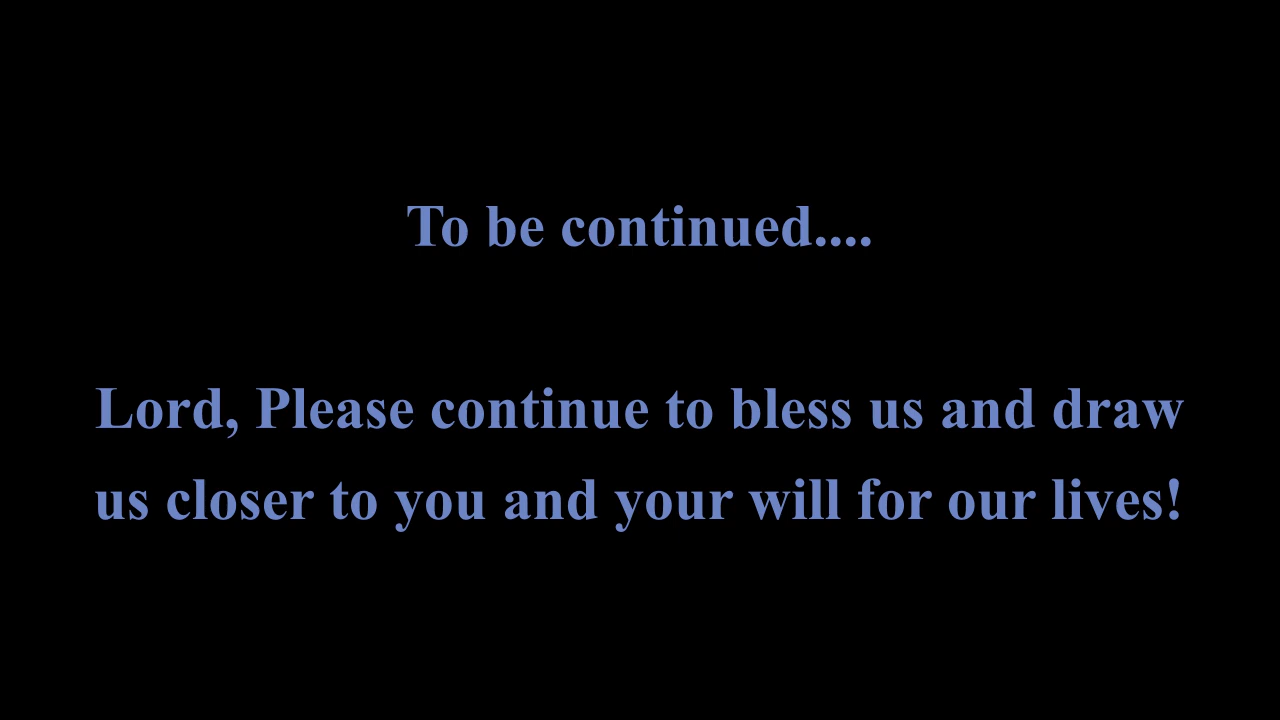 To be continued....
Lord, Please continue to bless us and draw
us closer to you and your will for our lives!